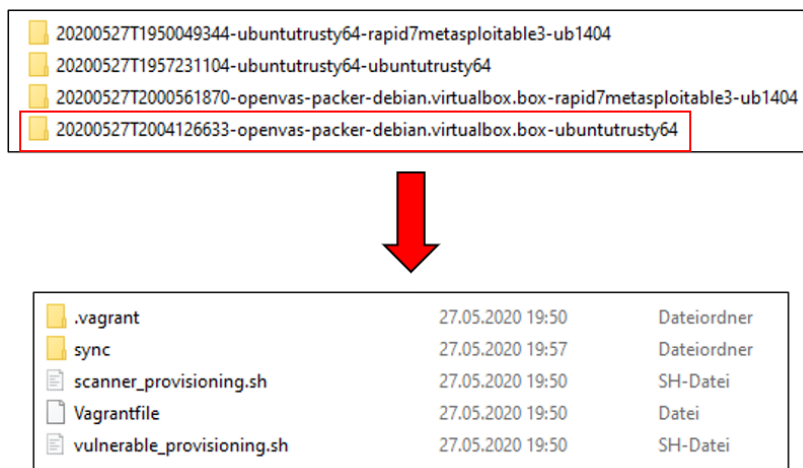 20200527T1950049344-ubuntutrusty64-rapid7metasploitable3-ub1404
20200527T1957231104-ubuntutrusty64-ubuntutrusty64
20200527T2000561870-openvas-packer-debian.virtualbox.box-rapid7metasploitable3-ub1404
20200527T2004126633-openvas-packer-debian.virtualbox.box-ubuntutrusty64
.vagrant 27.05.2020 19:50 Dateiordner
sync 27.05.2020 19:57 Dateiordner
scanner_provisioning.sh 27.05.2020 19:50 SH-Datei
Vagrantfile 27.05.2020 19:50 Datei
vulnerable_provisioning.sh 27.05.2020 19:50 SH-Datei